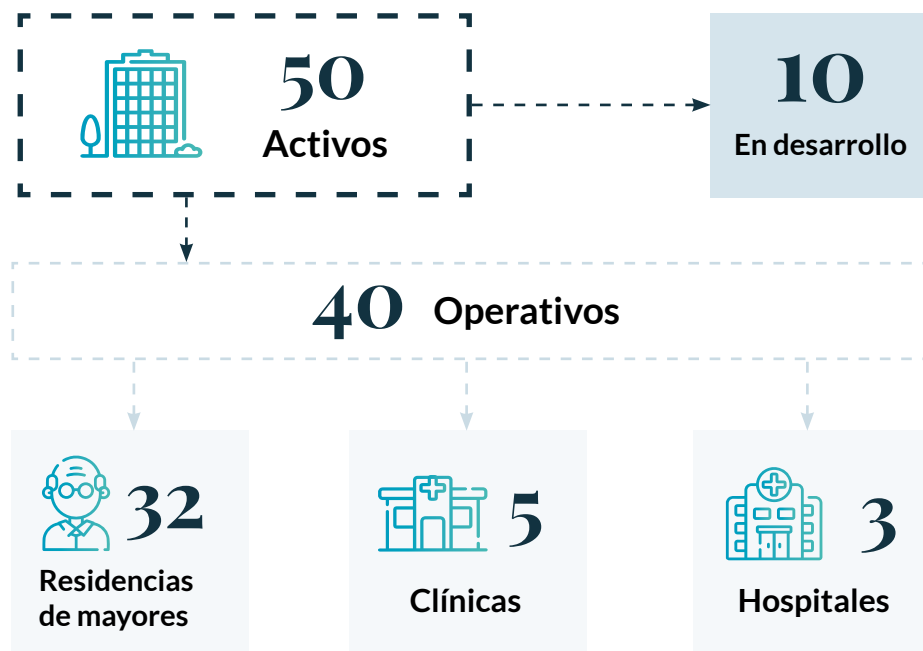 50
Activos
10
En desarrollo
40 Operativos
32
Residencias
de mayores
5
Clínicas
3
Hospitales